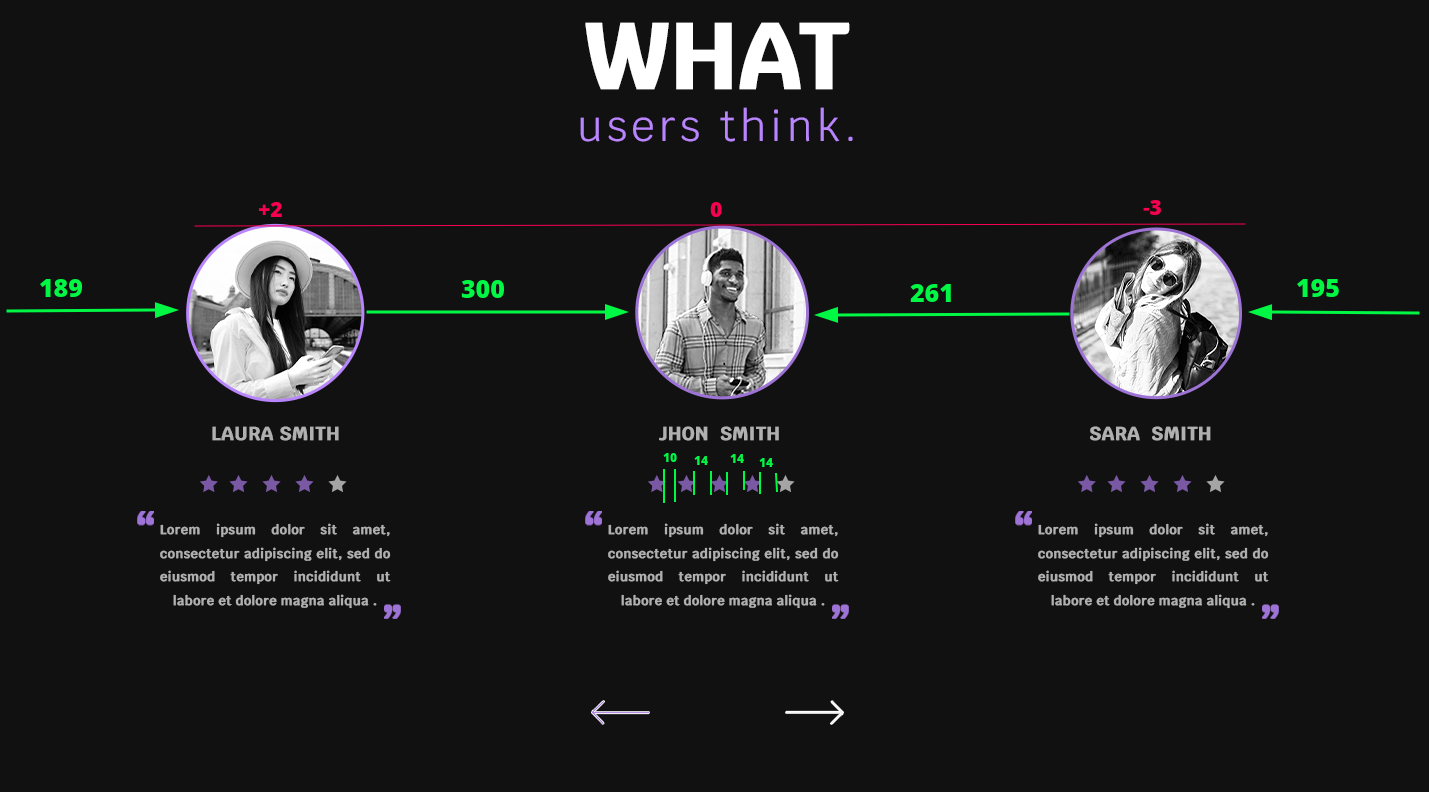 WHAT
users think.
+2
0
-3
189
300
261
195
LAURA SMITH
JHON SMITH
SARA SMITH
10
14
14
14
“ Lorem ipsum dolor sit amet,
consectetur adipiscing elit, sed do
eiusmod tempor incididunt ut
labore et dolore magna aliqua . ”
“ Lorem ipsum dolor sit amet,
consectetur adipiscing elit, sed do
eiusmod tempor incididunt ut
labore et dolore magna aliqua . ”
“ Lorem ipsum dolor sit amet,
consectetur adipiscing elit, sed do
eiusmod tempor incididunt ut
labore et dolore magna aliqua . ”